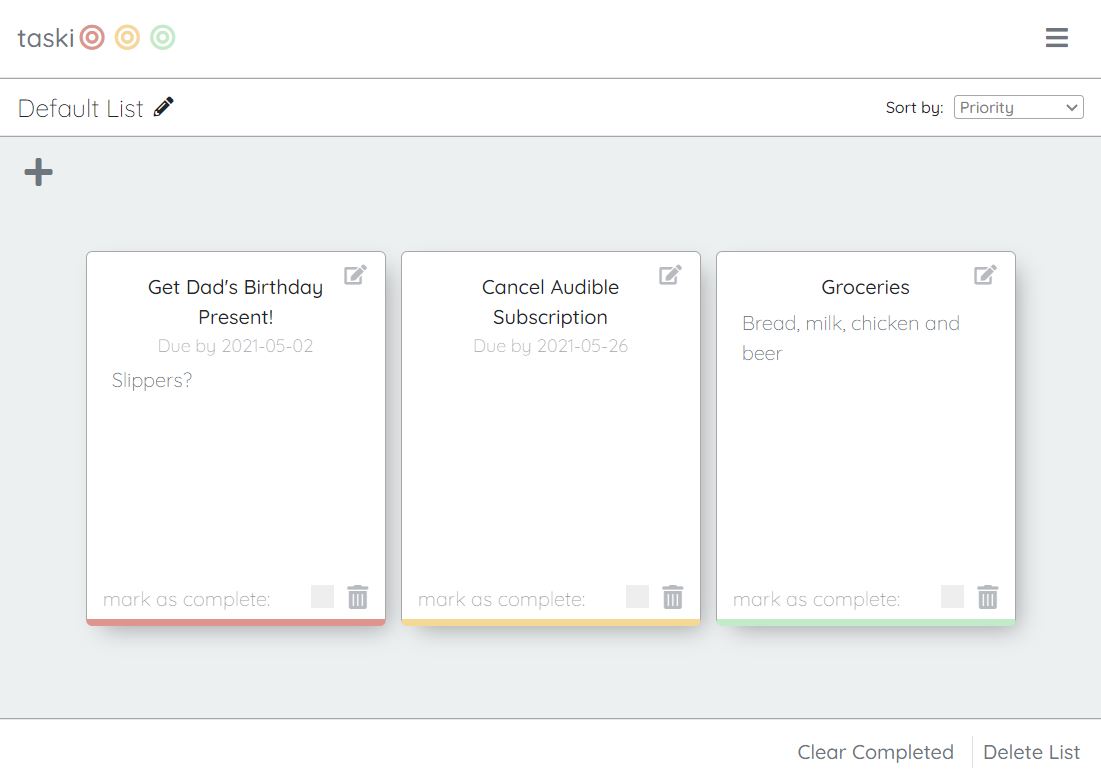 taski
Default List
Sort by: Priority
Get Dad's Birthday
Present!
Due by 2021-05-02
Slippers?
mark as complete:
Cancel Audible
Subscription
Due by 2021-05-26
mark as complete:
Groceries
Bread, milk, chicken and
beer
mark as complete:
Clear Completed
Delete List